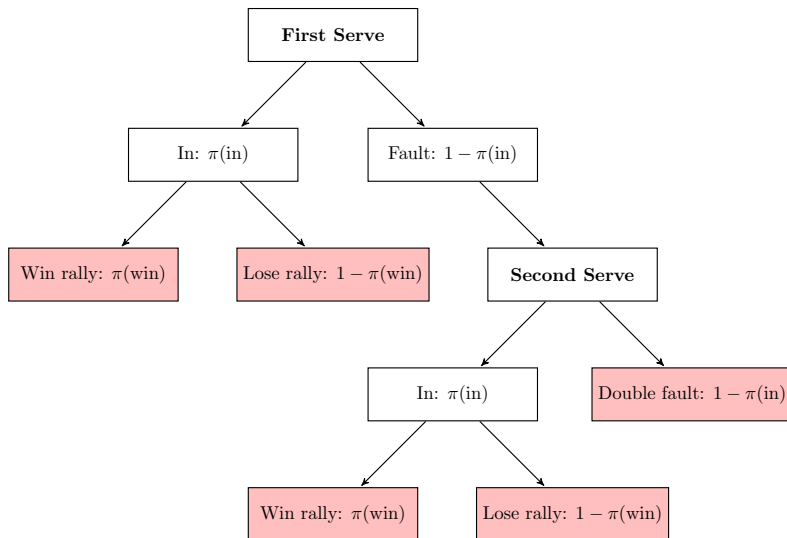 First Serve
In: π(in)
Fault: 1 − π(in)
Win rally: π(win)
Lose rally: 1 − π(win)
Second Serve
In: π(in)
Double fault: 1 − π(in)
Win rally: π(win)
Lose rally: 1 − π(win)